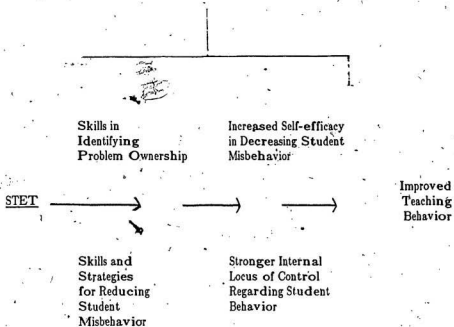 Skills in
Identifying
Problem Ownership
Increased Self-efficacy
in Decreasing Student
Misbehavior
STET
Improved
Teaching
Behavior
Skills and
Strategies
for Reducing
Student
Misbehavior
Stronger Internal
Locus of Control
Regarding Student
Behavior